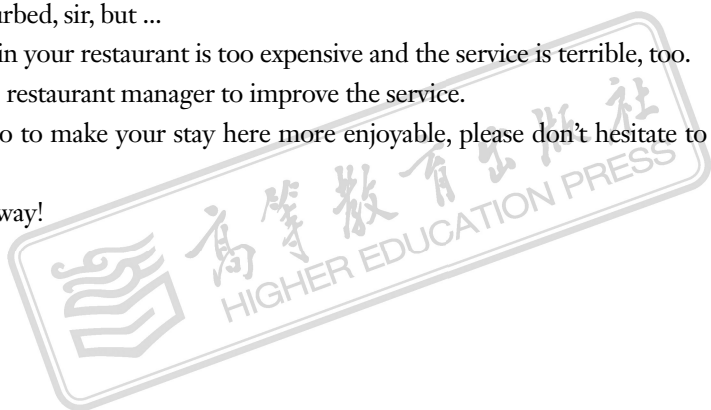 urbed, sir, but ...
in your restaurant is too expensive and the service is terrible, too.
restaurant manager to improve the service.
o to make your stay here more enjoyable, please don't hesitate to
way!
高等教育出版社
HIGHER EDUCATION PRESS